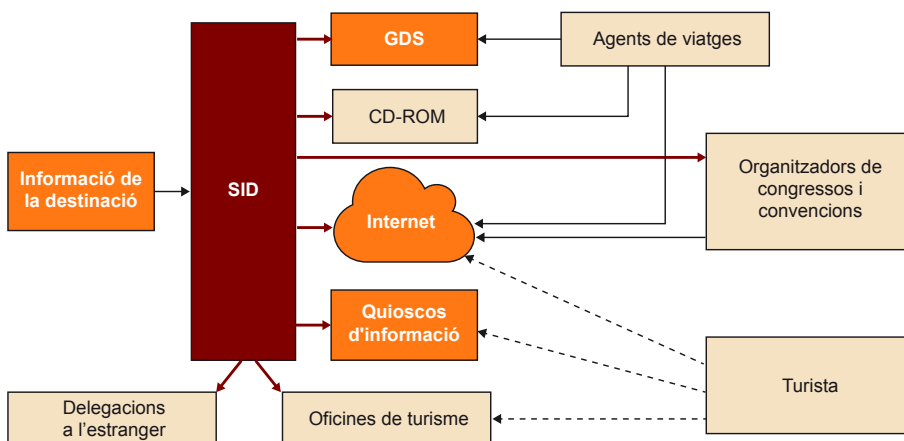 GDS
Agents de viatges
CD-ROM
Informació de
la destinació
SID
Organitzadors de
congressos i
convencions
Internet
Quioscos
d'informació
Turista
Delegacions
a l’estranger
Oficines de turisme